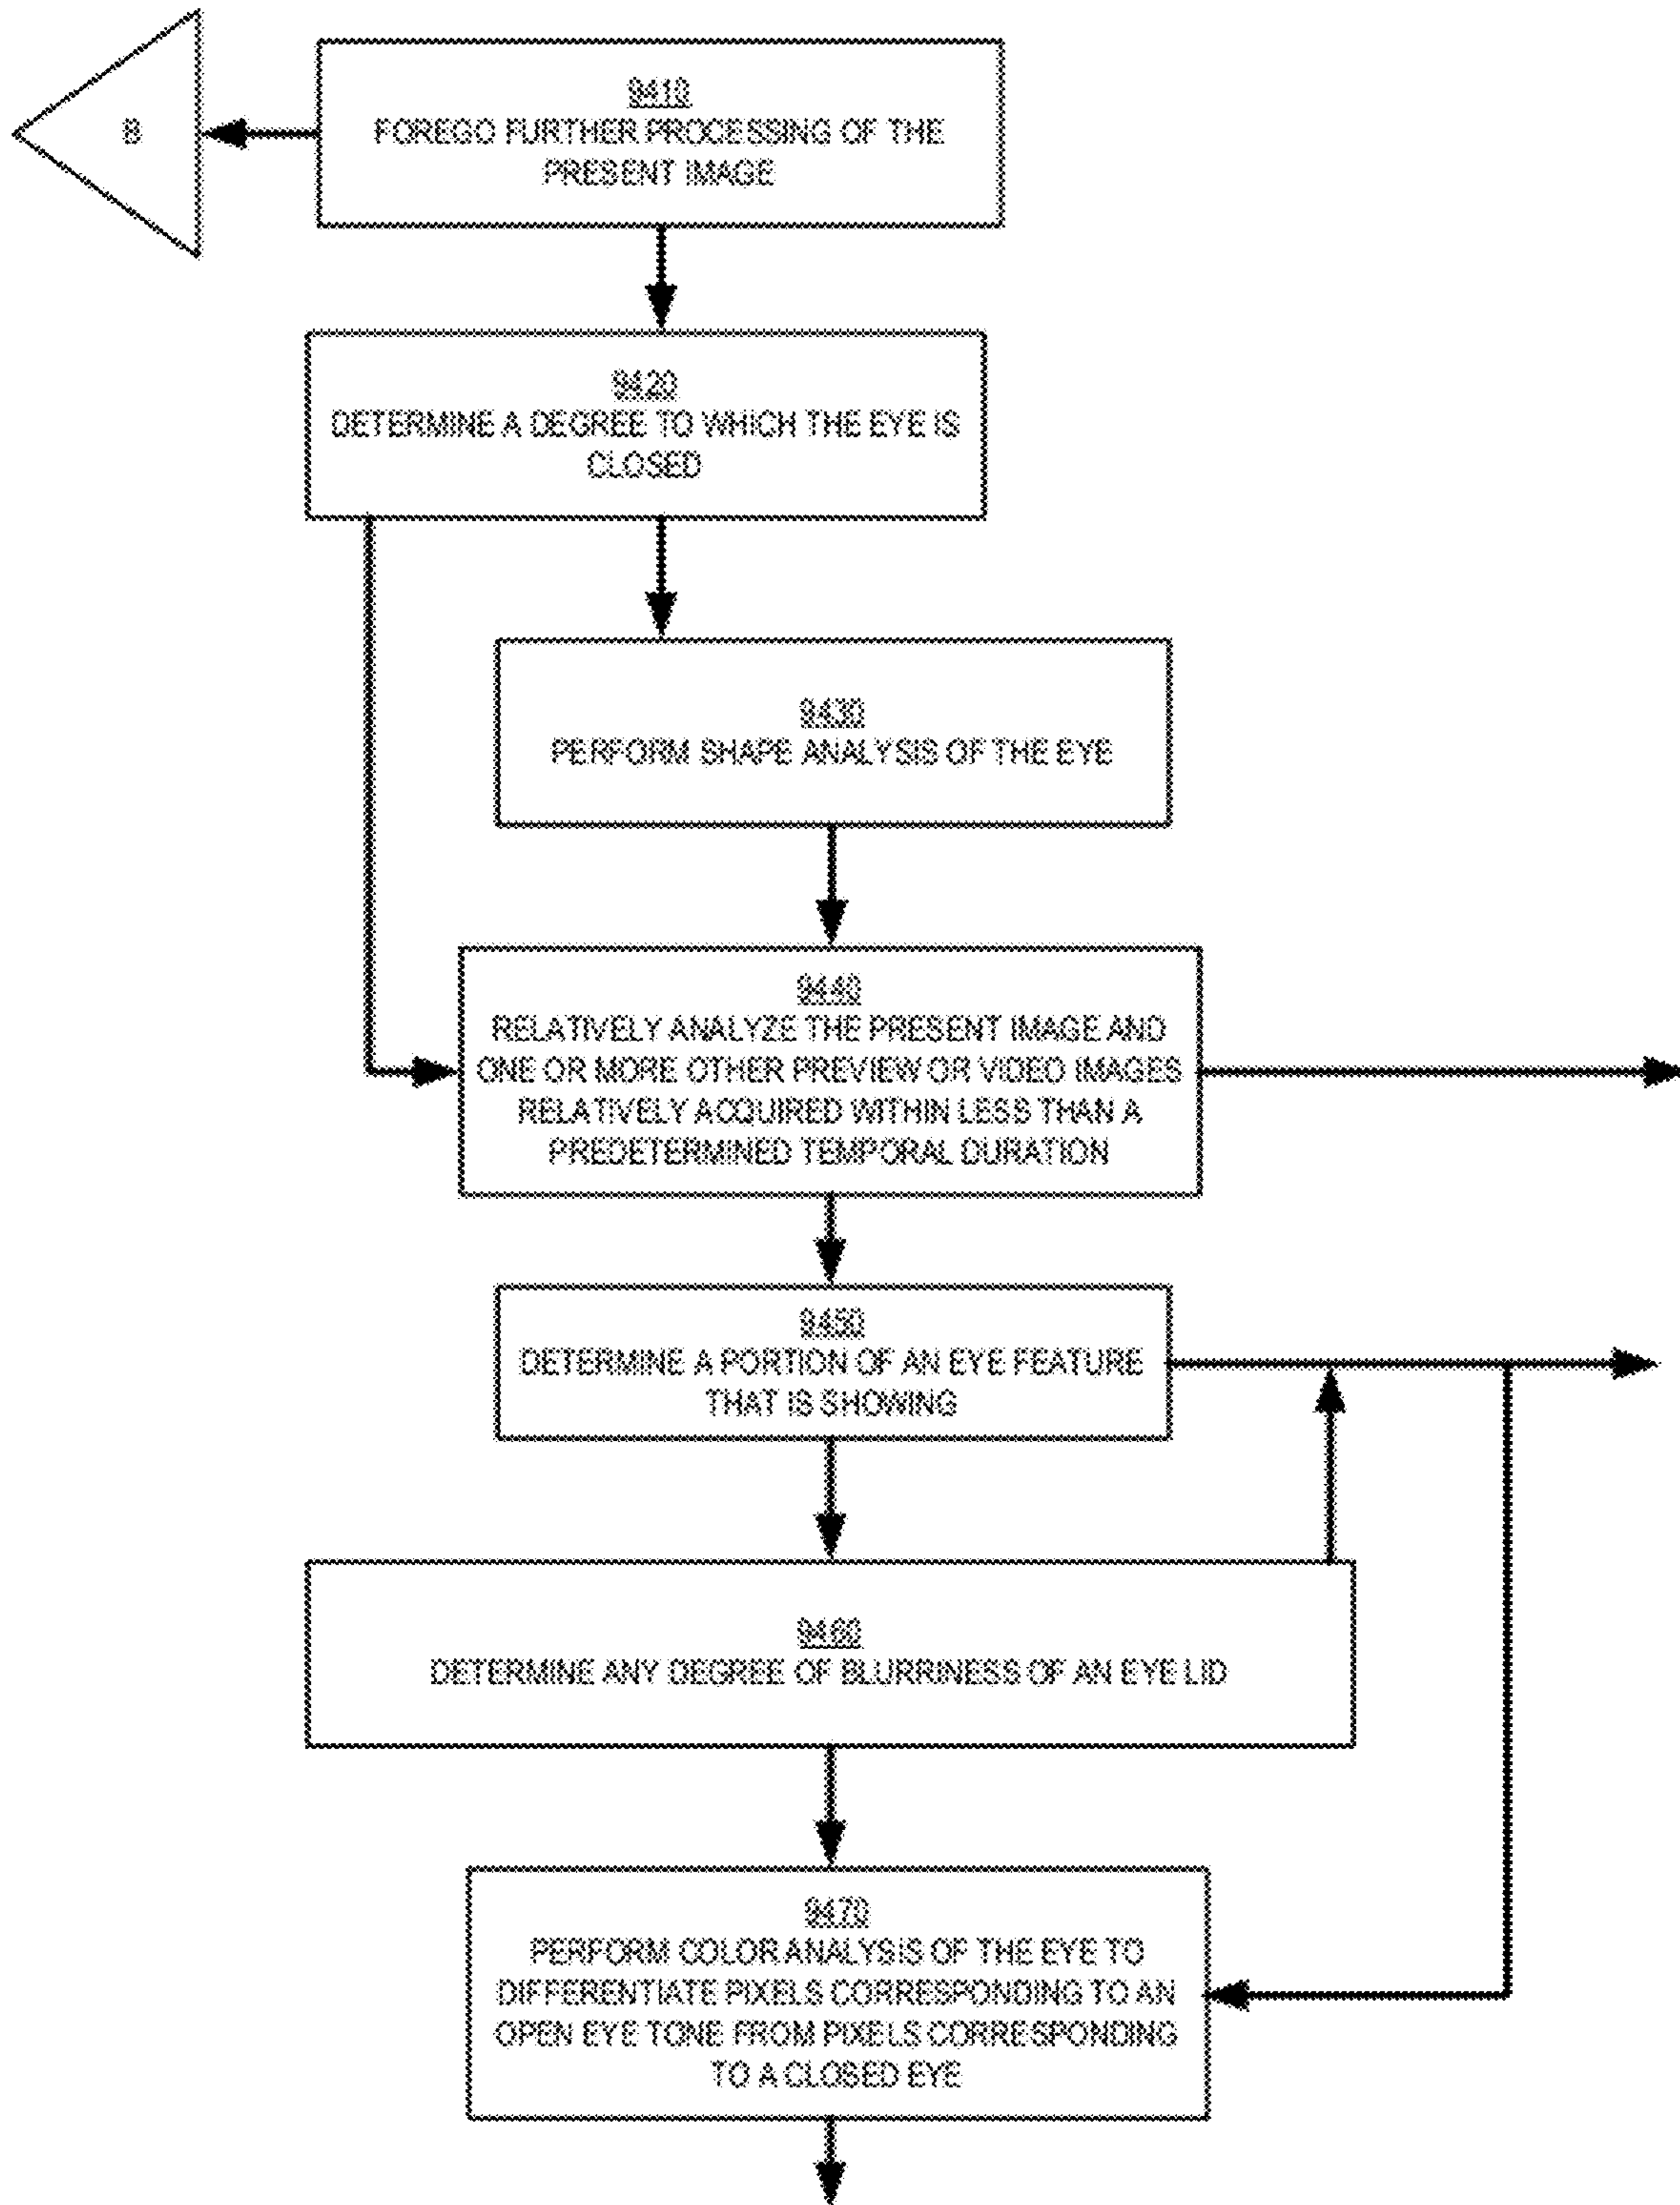 B
9410
FOREGO FURTHER PROCESSING OF THE
PRESENT IMAGE
9420
DETERMINE A DEGREE TO WHICH THE EYE IS
CLOSED
9430
PERFORM SHAPE ANALYSIS OF THE EYE
9440
RELATIVELY ANALYZE THE PRESENT IMAGE AND
ONE OR MORE OTHER PREVIEW OR VIDEO IMAGES
RELATIVELY ACQUIRED WITHIN LESS THAN A
PREDETERMINED TEMPORAL DURATION
9450
DETERMINE A PORTION OF AN EYE FEATURE
THAT IS SHOWING
9460
DETERMINE ANY DEGREE OF BLURRINESS OF AN EYE LID
9470
PERFORM COLOR ANALYSIS OF THE EYE TO
DIFFERENTIATE PIXELS CORRESPONDING TO AN
OPEN EYE TONE FROM PIXELS CORRESPONDING
TO A CLOSED EYE